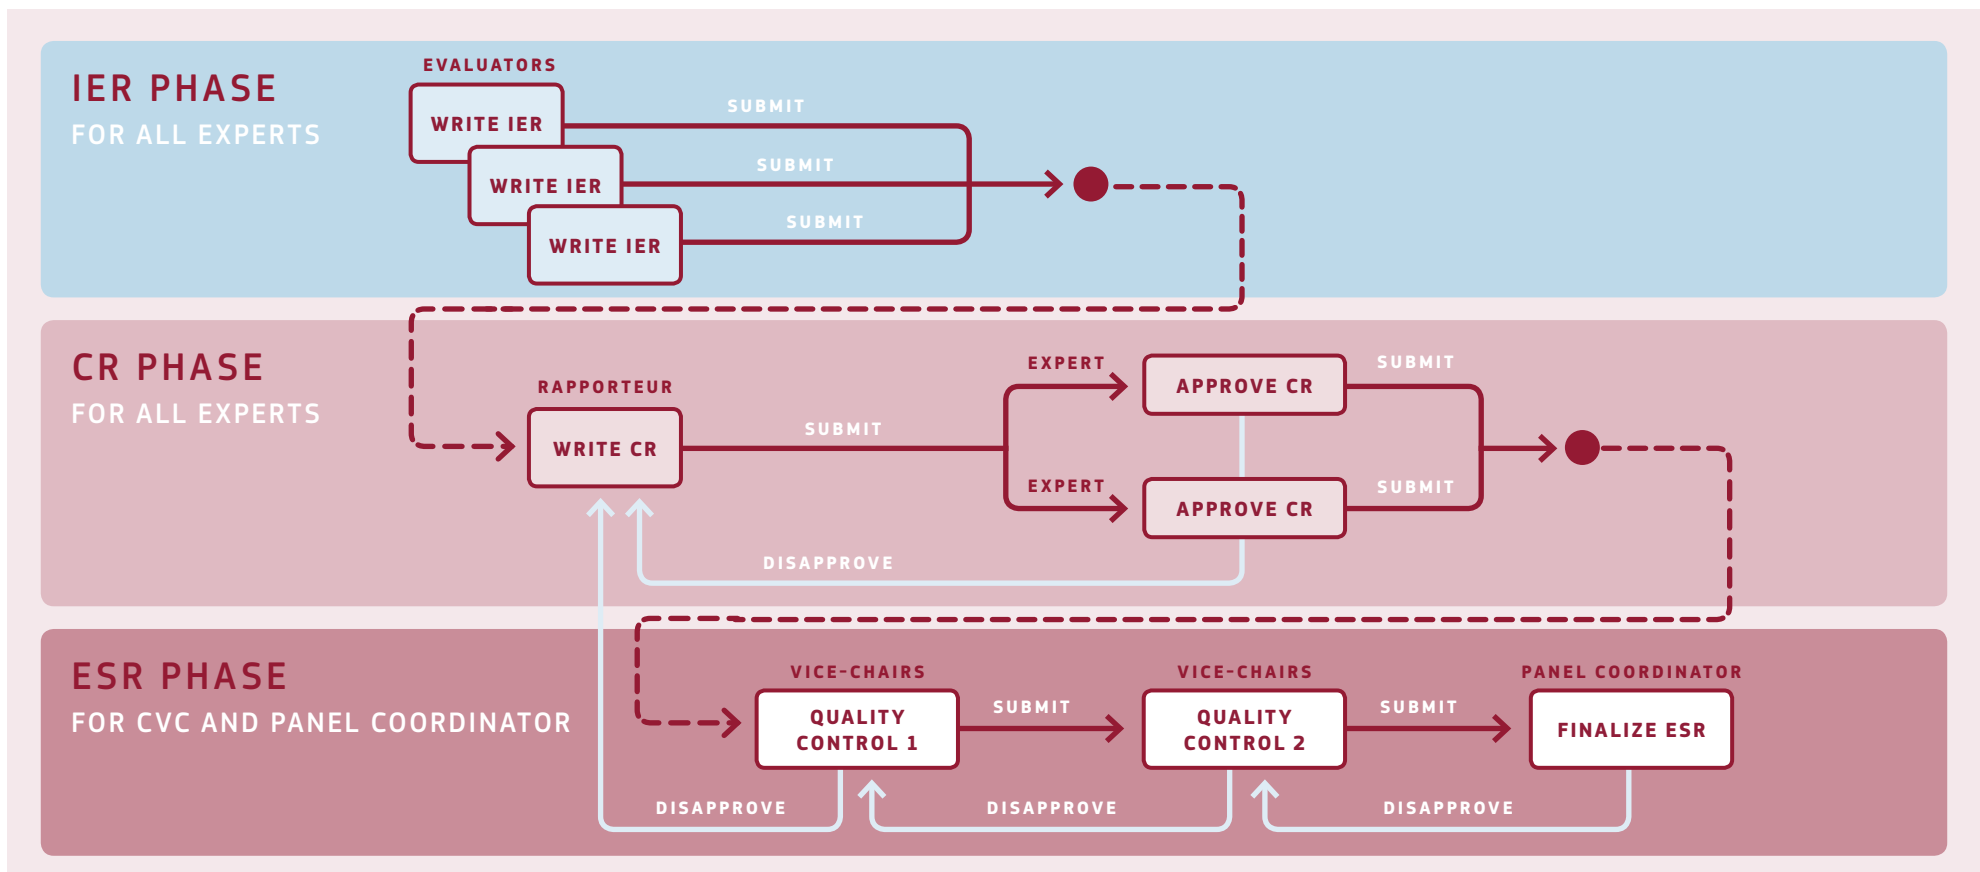 IER PHASE
FOR ALL EXPERTS
EVALUATORS
WRITE IER
SUBMIT
WRITE IER
SUBMIT
WRITE IER
SUBMIT
CR PHASE
FOR ALL EXPERTS
RAPPORTEUR
WRITE CR
SUBMIT
EXPERT
APPROVE CR
SUBMIT
EXPERT
APPROVE CR
SUBMIT
DISAPPROVE
ESR PHASE
FOR CVC AND PANEL COORDINATOR
VICE-CHAIRS
QUALITY
CONTROL 1
SUBMIT
VICE-CHAIRS
QUALITY
CONTROL 2
SUBMIT
PANEL COORDINATOR
FINALIZE ESR
DISAPPROVE
DISAPPROVE
DISAPPROVE